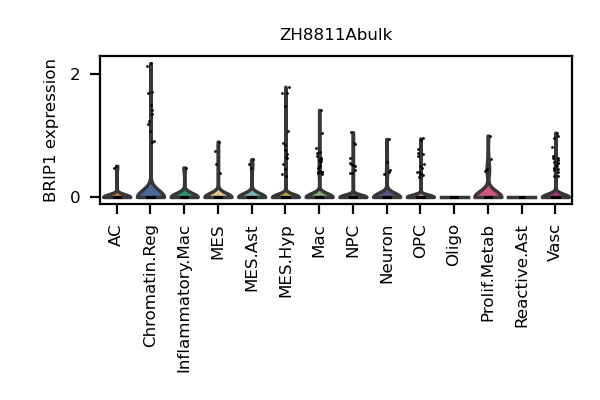 ZH8811Abulk
BRIP1 expression
2
0
AC
Chromatin.Reg
Inflammatory.Mac
MES
MES.Ast
MES.Hyp
Mac
NPC
Neuron
OPC
Oligo
Prolif.Metab
Reactive.Ast
Vasc